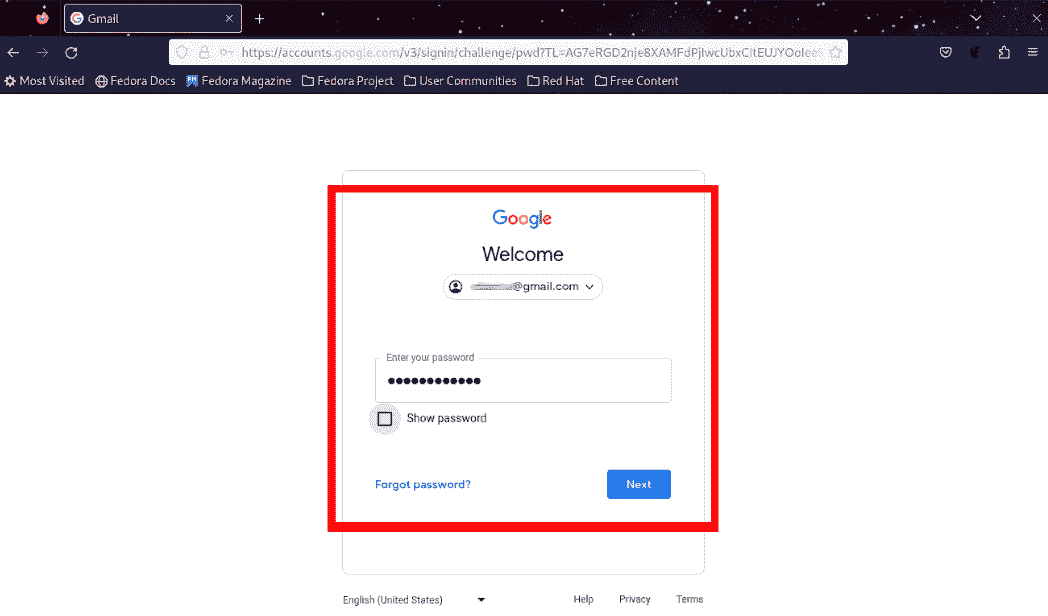 Gmail
https://accounts.google.com/v3/signin/challenge/pwd?TL=
Most Visited Fedora Docs Fedora Magazine Fedora Project User Communities Red Hat Free Content
Google
Welcome
@gmail.com
Enter your password
Show password
Forgot password? Next
English (United States) Help Privacy Terms